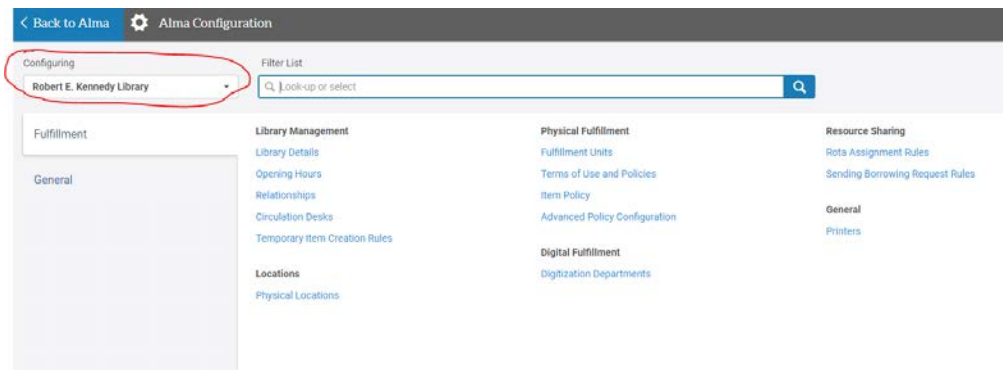 Back to Alma
Alma Configuration
Configuring
Filter List
Robert E. Kennedy Library
Look-up or select
Fulfillment
General
Library Management
Library Details
Opening Hours
Relationships
Circulation Desks
Temporary Item Creation Rules
Locations
Physical Locations
Physical Fulfillment
Fulfillment Units
Terms of Use and Policies
Item Policy
Advanced Policy Configuration
Digital Fulfillment
Digitization Departments
Resource Sharing
Rota Assignment Rules
Sending Borrowing Request Rules
General
Printers